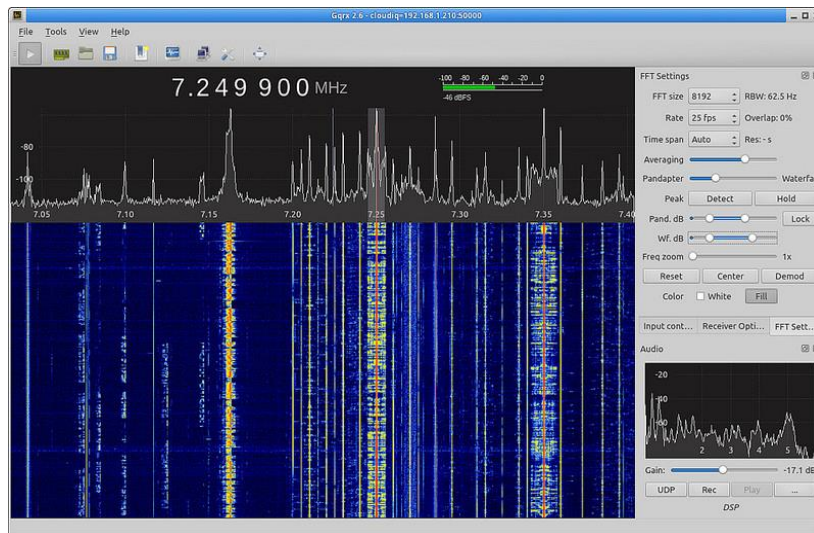 Gqrx 2.6 - cloudiq=192.168.1.210:50000
File Tools View Help
7.249 900 MHz
-100 -80 -60 -40 -20 0
-46 dBFS
-80
-100
7.05 7.10 7.15 7.20 7.25 7.30 7.35 7.40
FFT Settings
FFT size 8192 RBW: 62.5 Hz
Rate 25 fps Overlap: 0%
Time span Auto Res: - s
Averaging
Pandapter Waterfa
Peak Detect Hold
Pand. dB Lock
Wf. dB
Freq zoom 1x
Reset Center Demod
Color White Fill
Input cont... Receiver Opti... FFT Sett...
Audio
-20
-60
2 3 4 5
Gain: -17.1 dB
UDP Rec Play ...
DSP